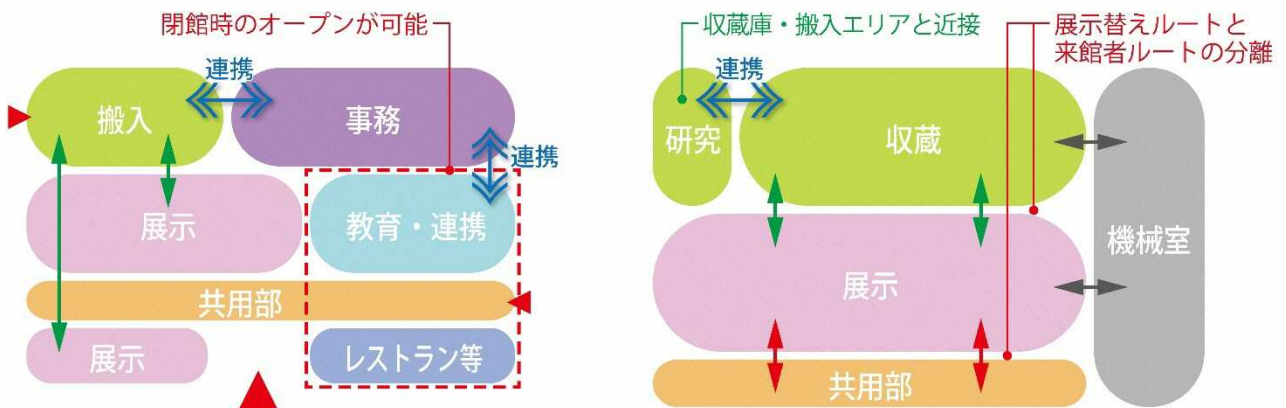 閉館時のオープンが可能
連携
搬入
事務
連携
展示
教育・連携
共用部
展示
レストラン等
収蔵庫・搬入エリアと近接
展示替えルートと
来館者ルートの分離
連携
研究
収蔵
機械室
展示
共用部